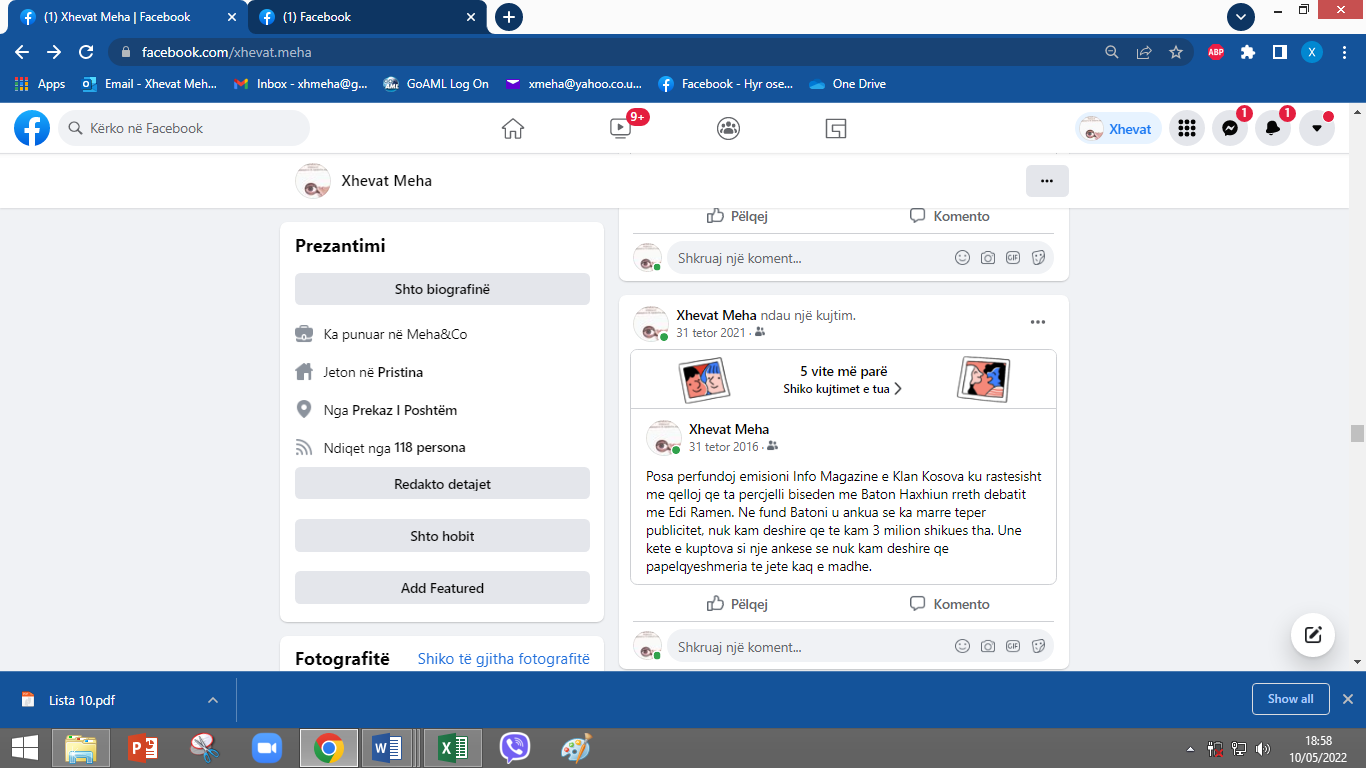 (1) Xhevat Meha | Facebook
(1) Facebook
facebook.com/xhevat.meha
ABP
X
Apps
Email - Xhevat Meh...
Inbox - xhmeha@g...
GoAML Log On
xmeha@yahoo.co.u...
Facebook - Hyr ose...
One Drive
Kërko në Facebook
9+
Xhevat
1
1
Xhevat Meha
Prezantimi
Shto biografinë
Ka punuar në Meha&Co
Jeton në Pristina
Nga Prekaz I Poshtëm
Ndiqet nga 118 persona
Redakto detajet
Shto hobit
Add Featured
Fotografitë
Shiko të gjitha fotografitë
Pëlqej
Komento
Shkruaj një koment...
GIF
Xhevat Meha ndau një kujtim.
31 tetor 2021 ·
5 vite më parë
Shiko kujtimet e tua
Xhevat Meha
31 tetor 2016 ·
Posa perfundoj emisioni Info Magazine e Klan Kosova ku rastesisht
me qelloj qe ta percjelli biseden me Baton Haxhiun rreth debatit
me Edi Ramen. Ne fund Batoni u ankua se ka marre teper
publicitet, nuk kam deshire qe te kam 3 milion shikues tha. Une
kete e kuptova si nje ankese se nuk kam deshire qe
papelqyeshmeria te jete kaq e madhe.
Pëlqej
Komento
Shkruaj një koment...
GIF
Lista 10.pdf
Show all
18:58
10/05/2022